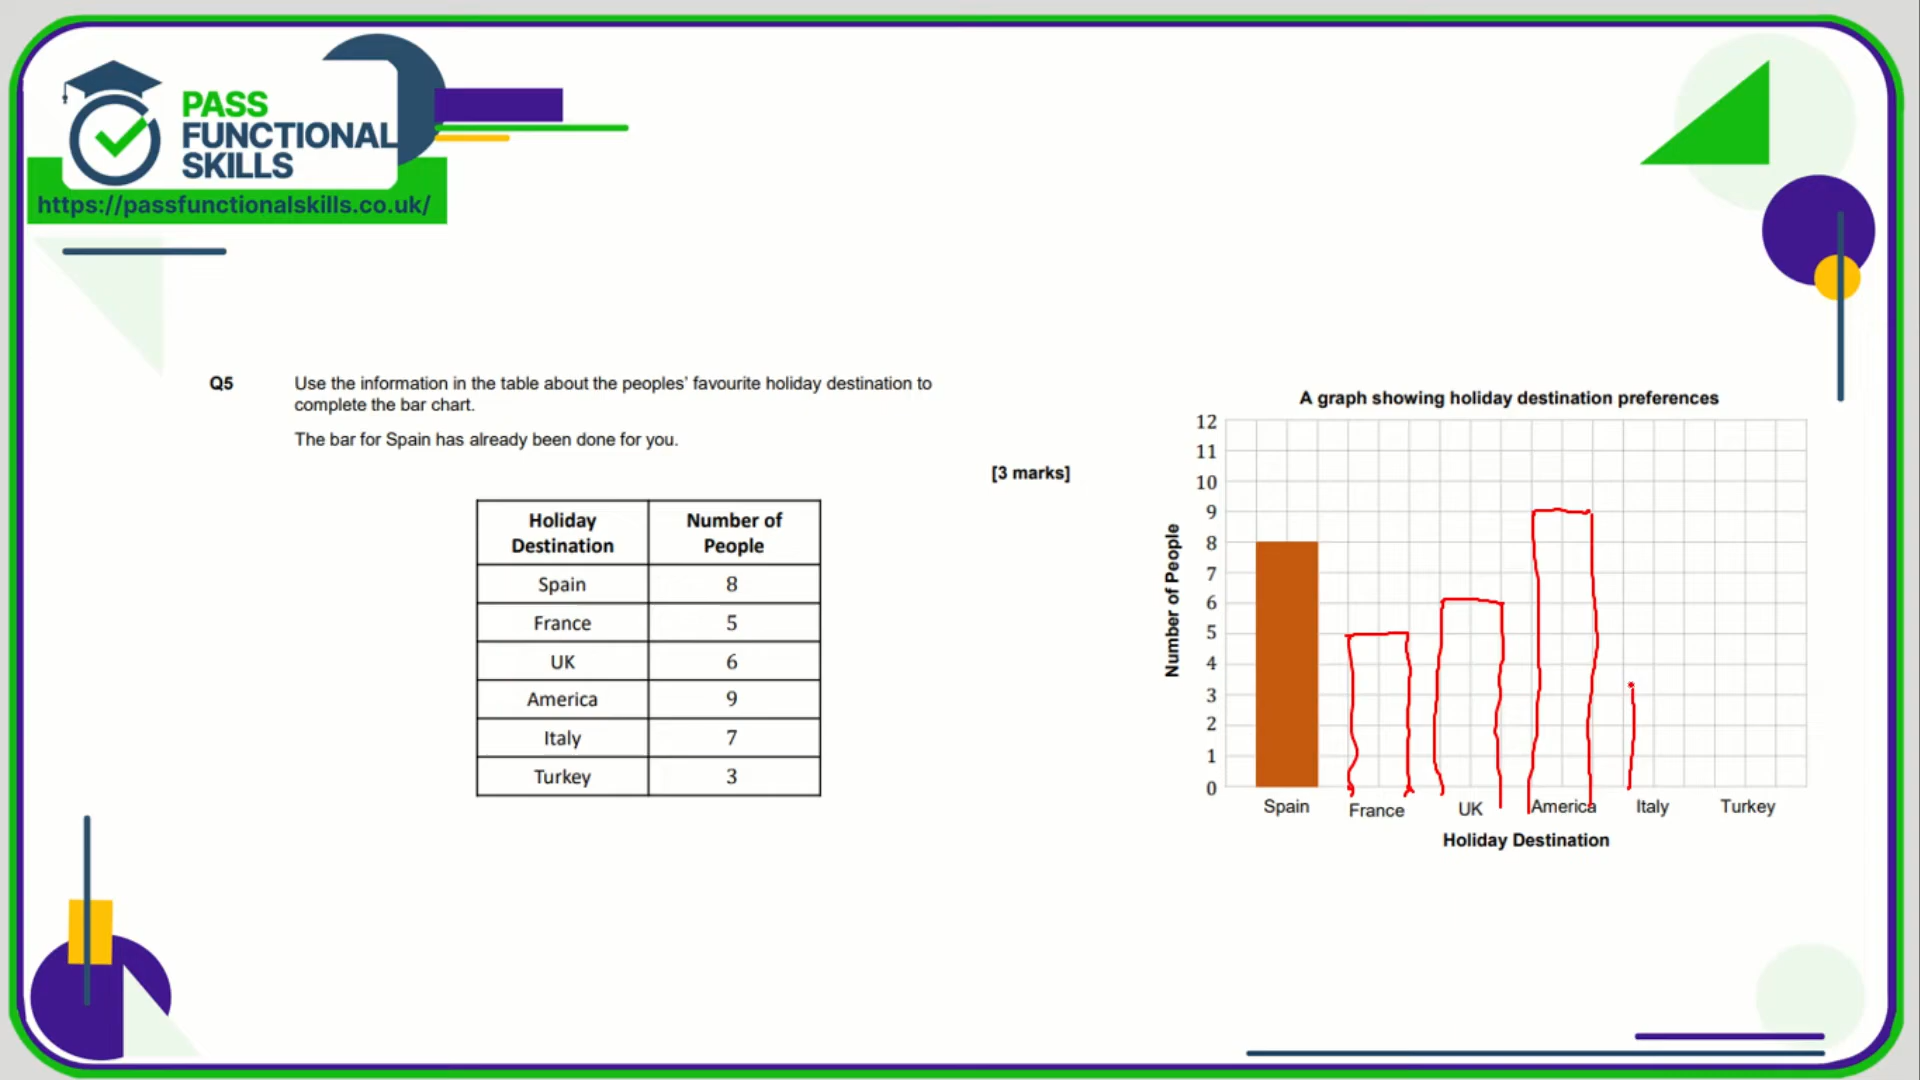 PASS
FUNCTIONAL
SKILLS
https://passfunctionalskills.co.uk/
Q5
Use the information in the table about the peoples’ favourite holiday destination to
complete the bar chart.
The bar for Spain has already been done for you.
[3 marks]
Holiday Destination Number of People
Spain 8
France 5
UK 6
America 9
Italy 7
Turkey 3
A graph showing holiday destination preferences
Number of People
12
11
10
9
8
7
6
5
4
3
2
1
0
Spain France UK America Italy Turkey
Holiday Destination